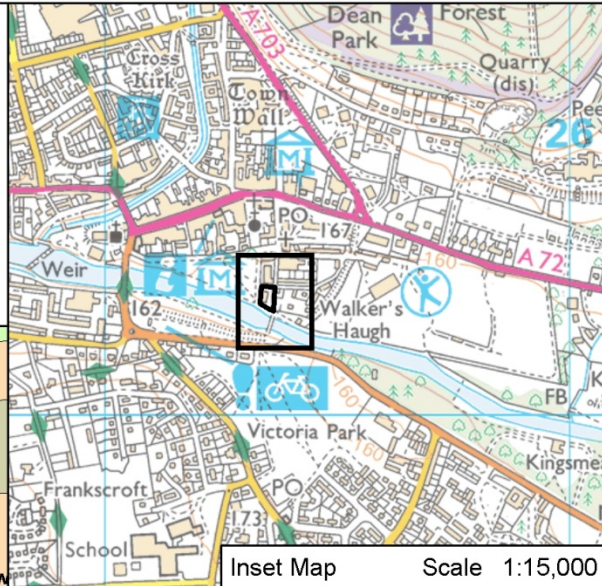 Dean Park
Forest
A 703
Quarry
(dis)
Cross
Kirk
Town
Wall
Pee
26
M
PO
167
A 72
160
Weir
i
M
162
Walker's
Haugh
FB
K
160
Victoria Park
160
Kingsme
Frankscroft
PO
173
School
w
Inset Map Scale 1:15,000